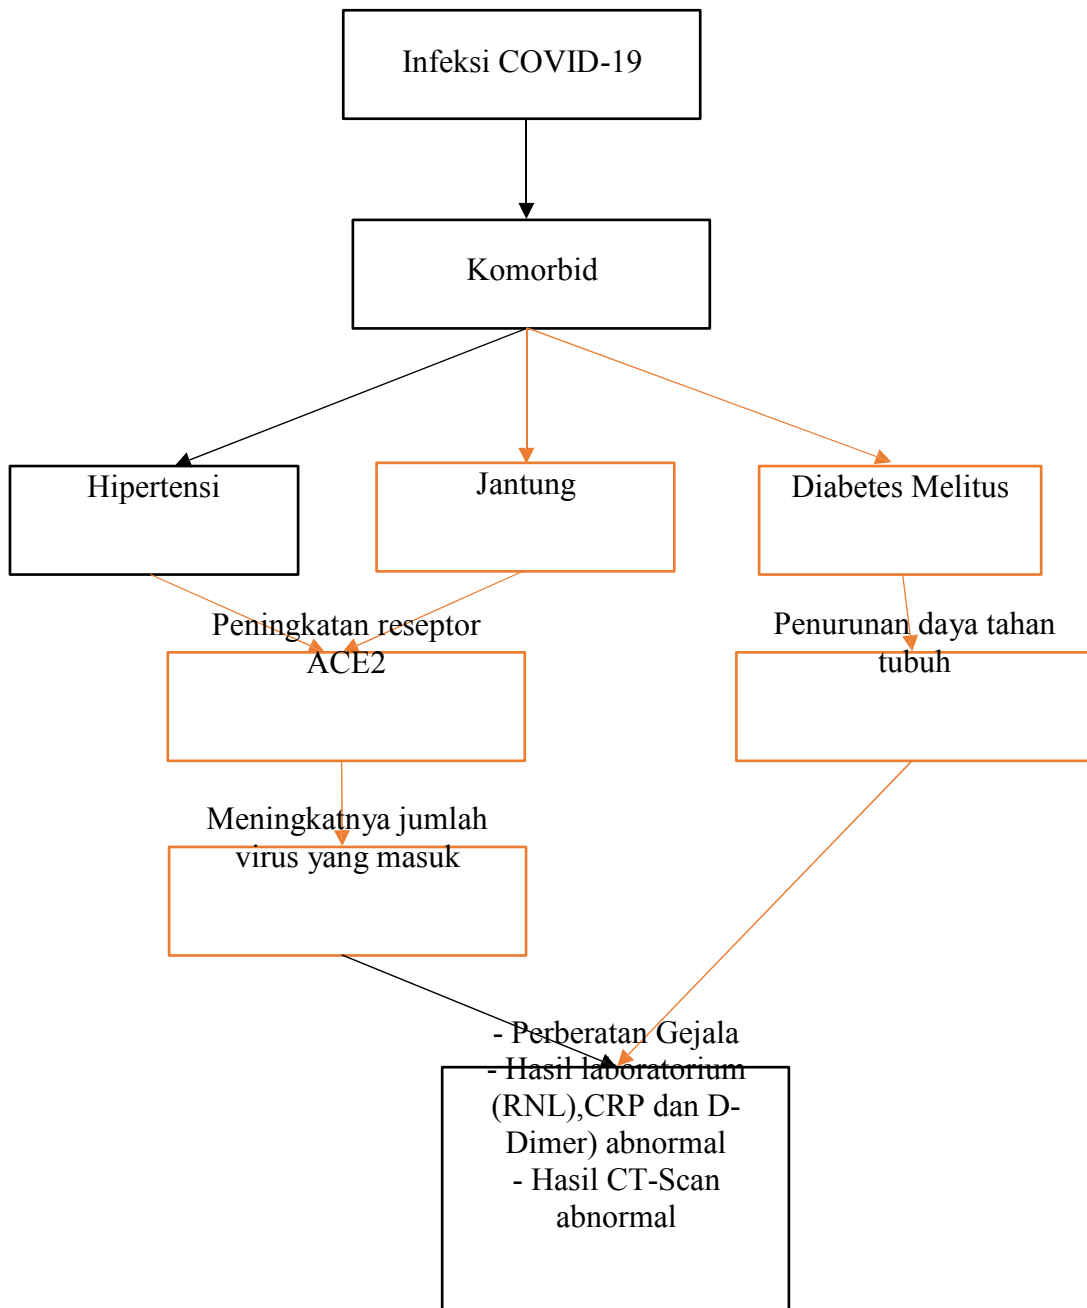 Infeksi COVID-19
Komorbid
Hipertensi
Jantung
Diabetes Melitus
Peningkatan reseptor
ACE2
Penurunan daya tahan
tubuh
Meningkatnya jumlah
virus yang masuk
- Perberatan Gejala
- Hasil laboratorium
(RNL),CRP dan D-
Dimer) abnormal
- Hasil CT-Scan
abnormal